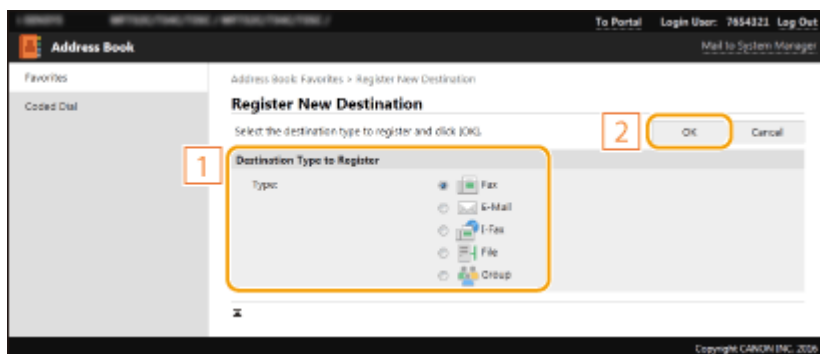 To Portal Login User: 7654321 Log Out
Address Book
Mail to System Manager
Favorites
Coded Dial
Address Book: Favorites > Register New Destination
Register New Destination
Select the destination type to register and click [OK].
2
OK
Cancel
1
Destination Type to Register
Type:
Fax
E-Mail
I-Fax
File
Group
Copyright CANON INC. 2016